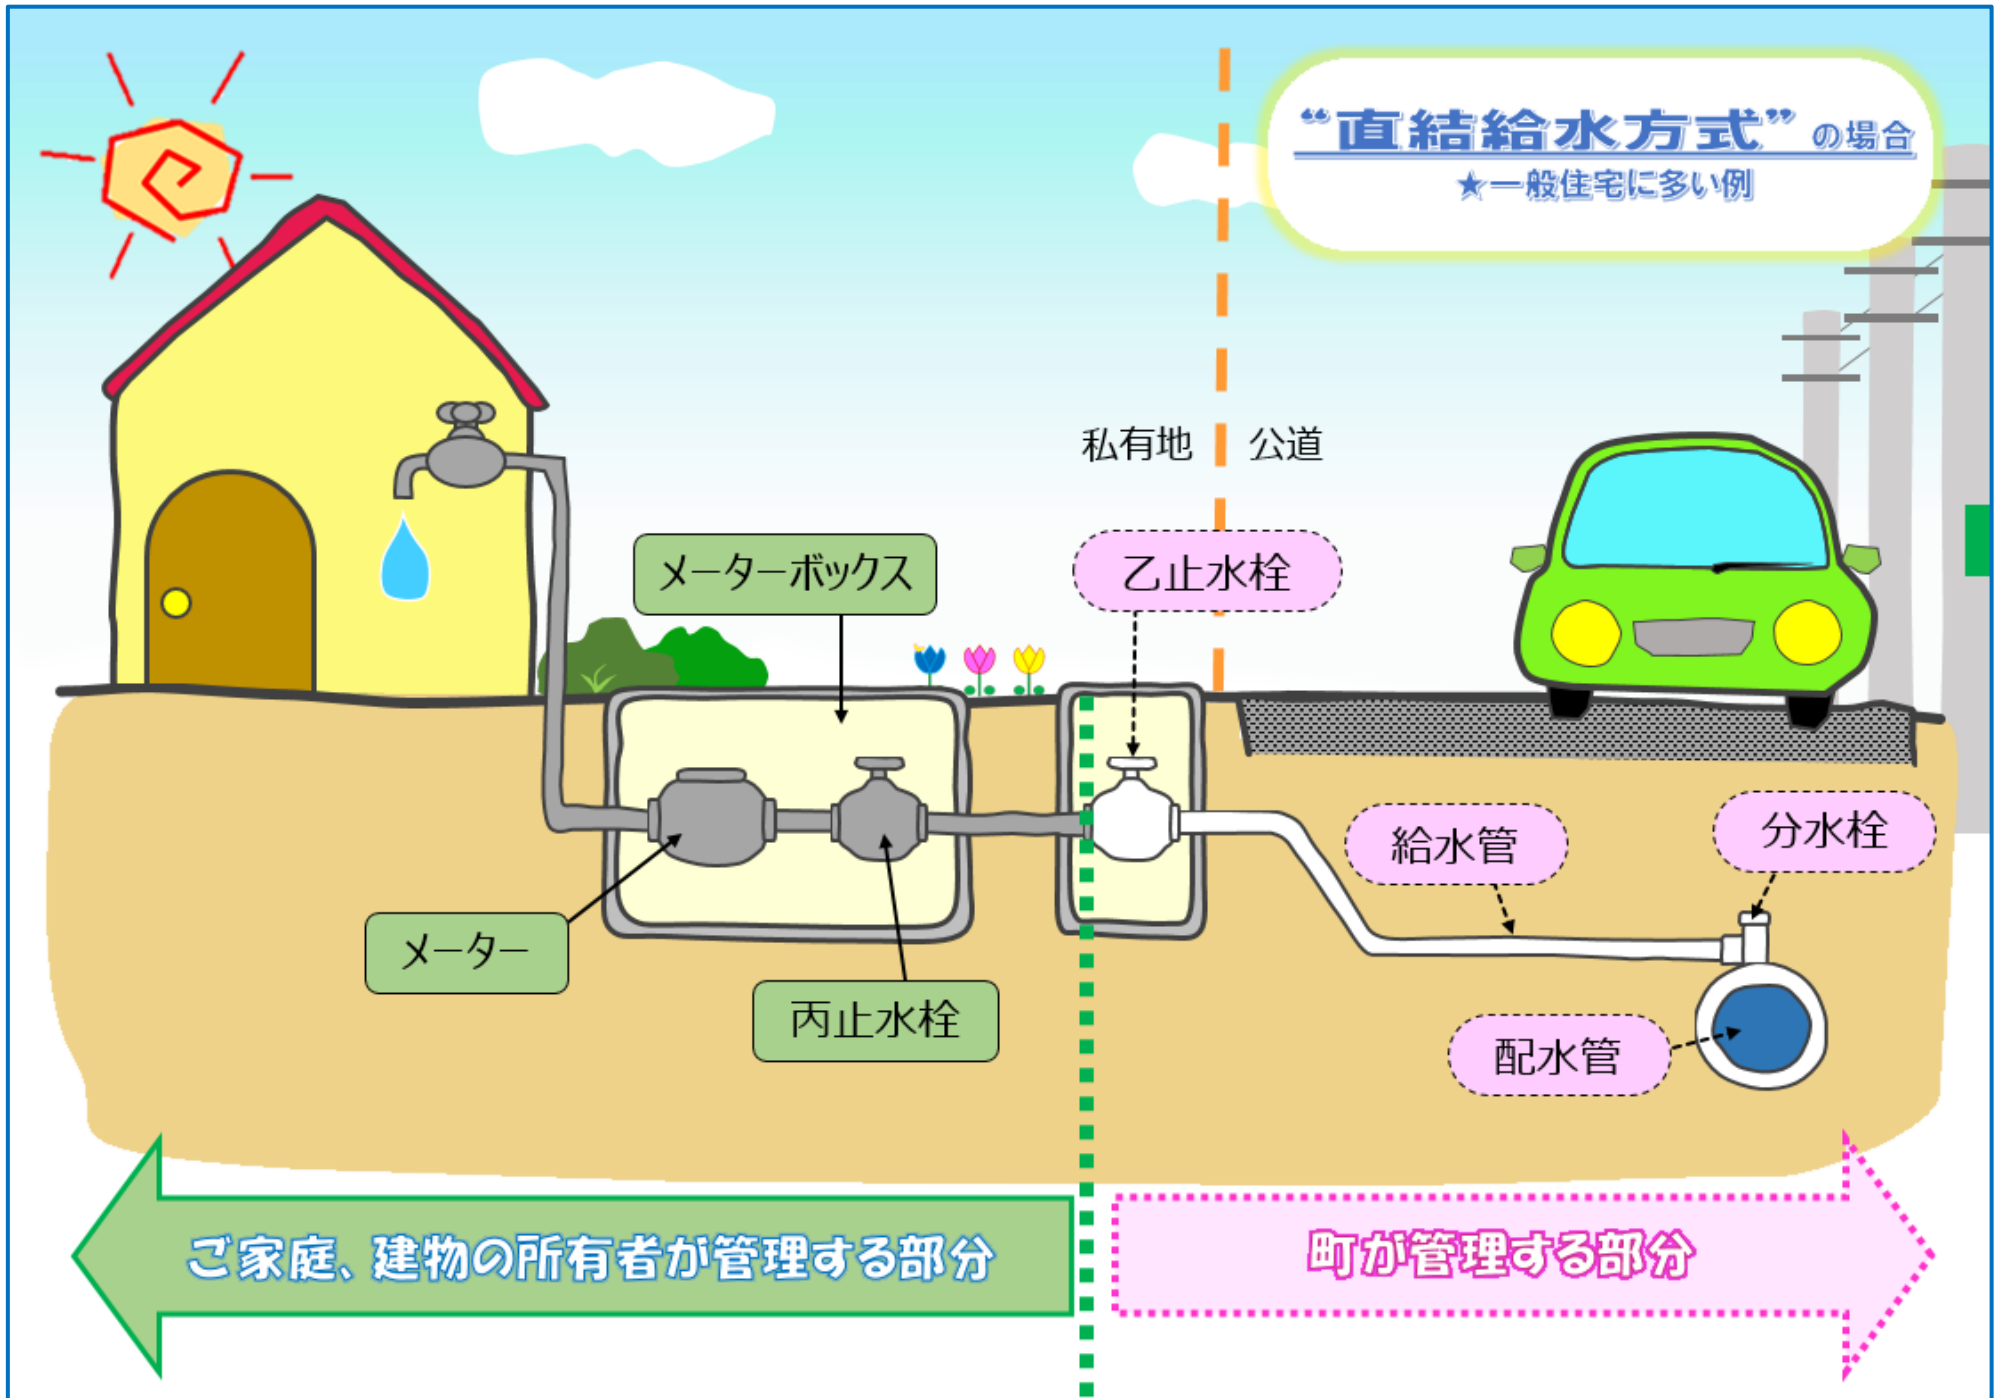 “直結給水方式”の場合
★一般住宅に多い例
私有地
公道
メーターボックス
乙止水栓
給水管
分水栓
メーター
丙止水栓
配水管
ご家庭、建物の所有者が管理する部分
町が管理する部分